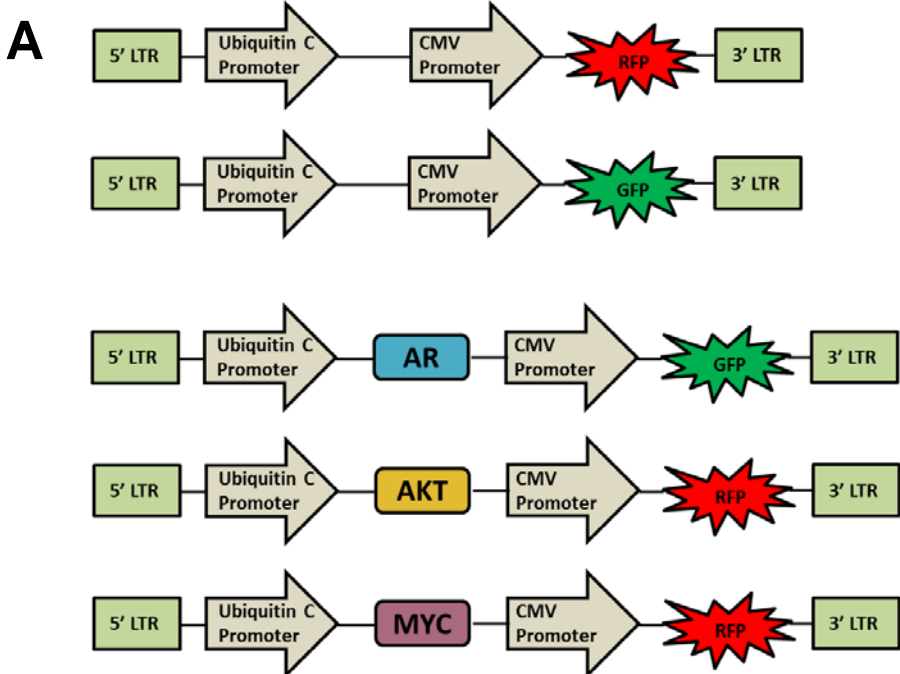 A
5' LTR Ubiquitin C CMV RFP 3' LTR
Promoter Promoter
5' LTR Ubiquitin C CMV GFP 3' LTR
Promoter Promoter
5' LTR Ubiquitin C AR CMV GFP 3' LTR
Promoter Promoter
5' LTR Ubiquitin C AKT CMV RFP 3' LTR
Promoter Promoter
5' LTR Ubiquitin C MYC CMV RFP 3' LTR
Promoter Promoter